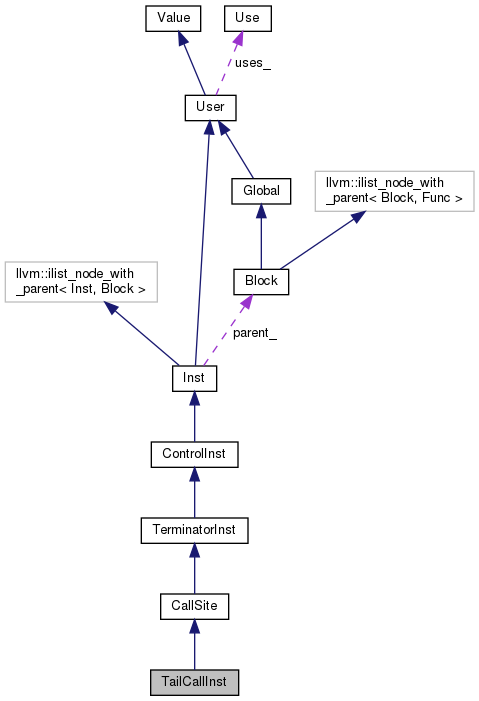 Value
Use
uses_
User
Global
llvm::ilist_node_with
_parent< Block, Func >
llvm::ilist_node_with
_parent< Inst, Block >
Block
parent_
Inst
ControlInst
TerminatorInst
CallSite
TailCallInst